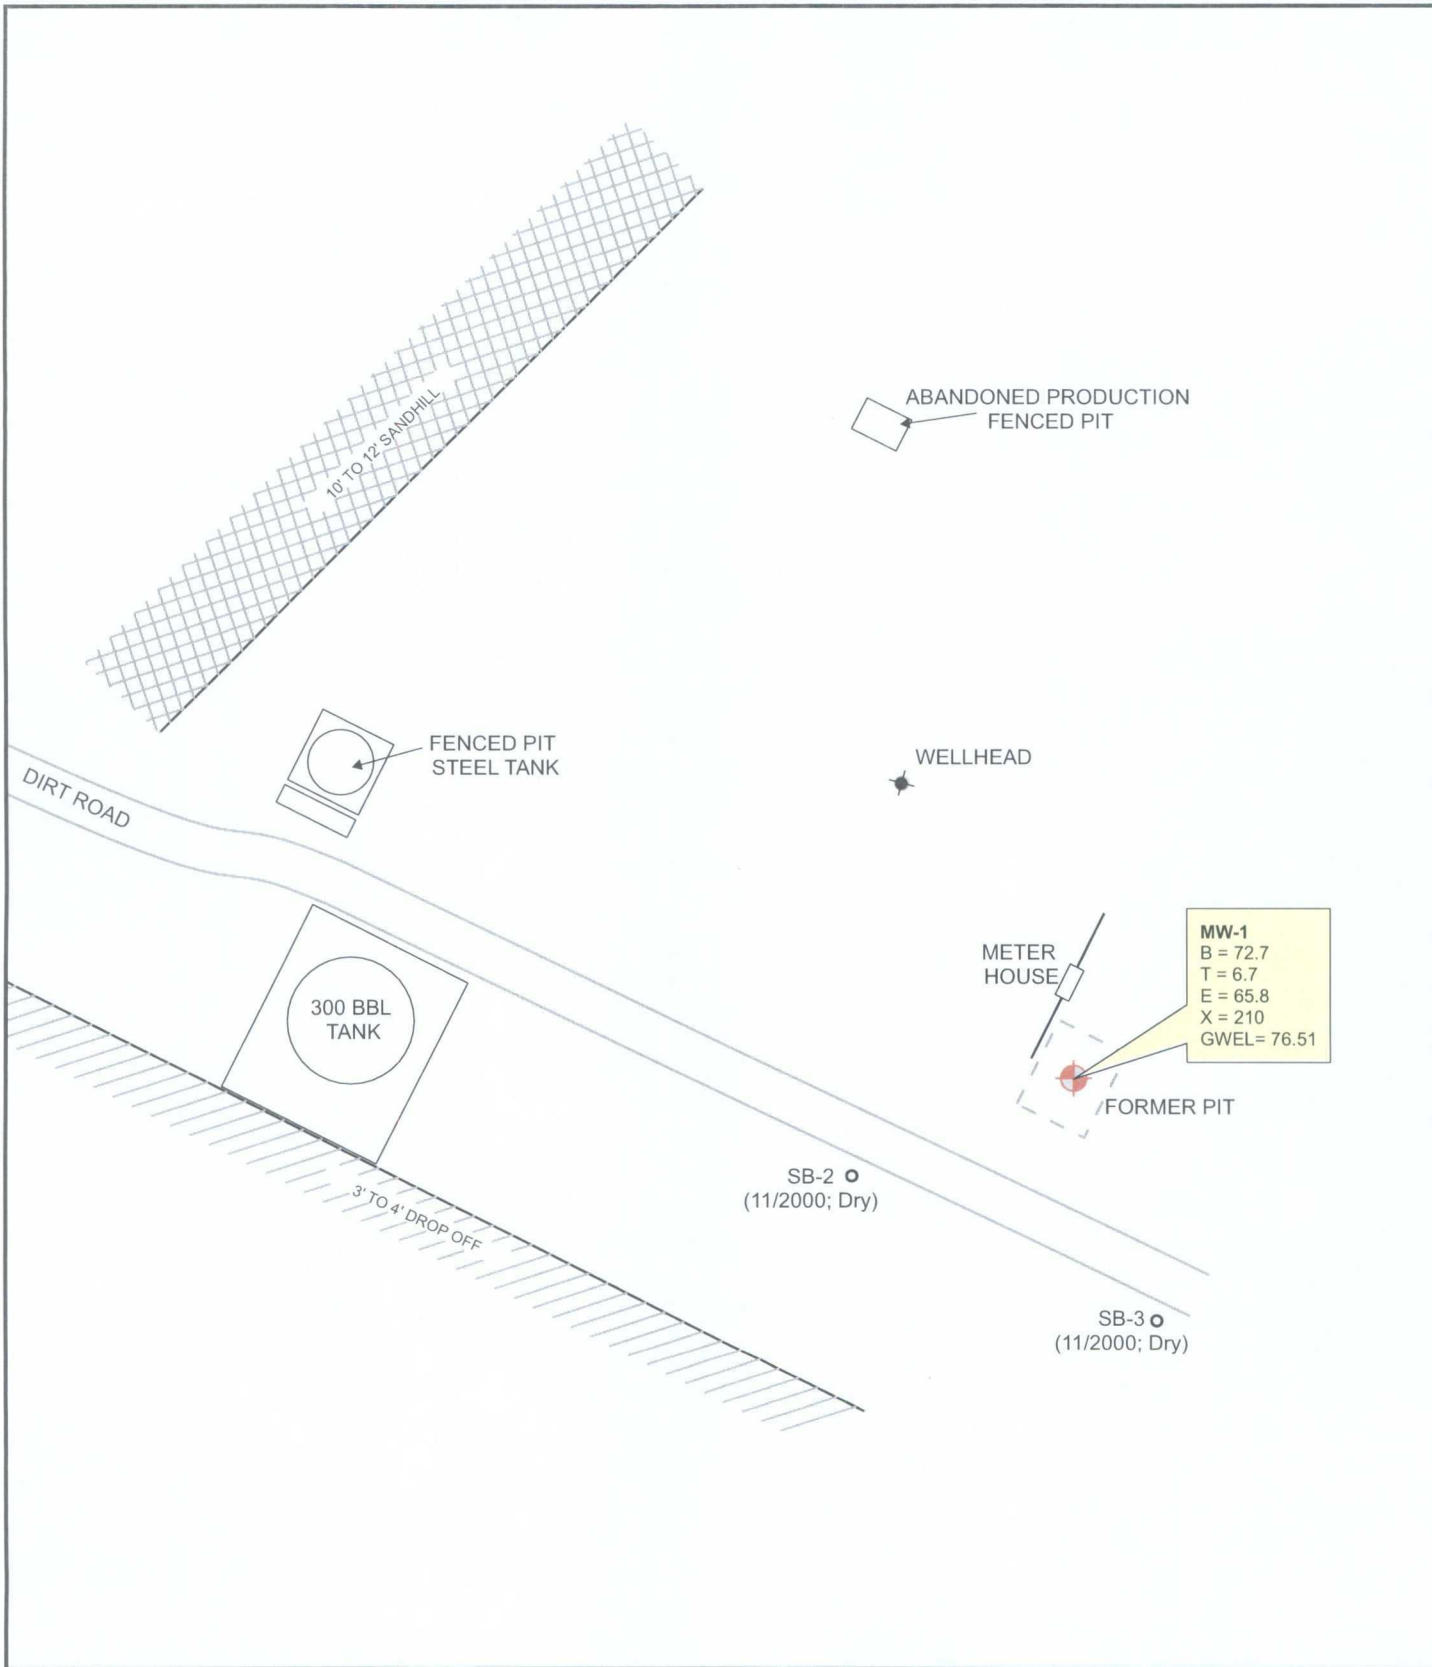 ABANDONED PRODUCTION
FENCED PIT
10' TO 12' SANDHILL
FENCED PIT
STEEL TANK
WELLHEAD
DIRT ROAD
MW-1
B = 72.7
T = 6.7
E = 65.8
X = 210
GWEL= 76.51
METER
HOUSE
300 BBL
TANK
FORMER PIT
SB-2
(11/2000; Dry)
3' TO 4' DROP OFF
SB-3
(11/2000; Dry)